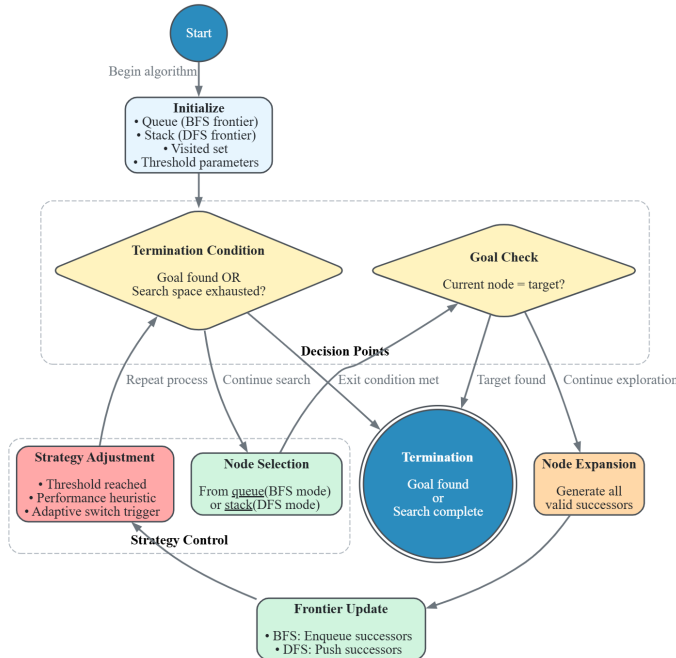 Start
Begin algorithm
Initialize
• Queue (BFS frontier)
• Stack (DFS frontier)
• Visited set
• Threshold parameters
Termination Condition
Goal found OR
Search space exhausted?
Goal Check
Current node = target?
Decision Points
Repeat process
Continue search
Exit condition met
Target found
Continue exploration
Strategy Adjustment
• Threshold reached
• Performance heuristic
• Adaptive switch trigger
Node Selection
From queue(BFS mode)
or stack(DFS mode)
Strategy Control
Termination
Goal found
or
Search complete
Node Expansion
Generate all
valid successors
Frontier Update
• BFS: Enqueue successors
• DFS: Push successors